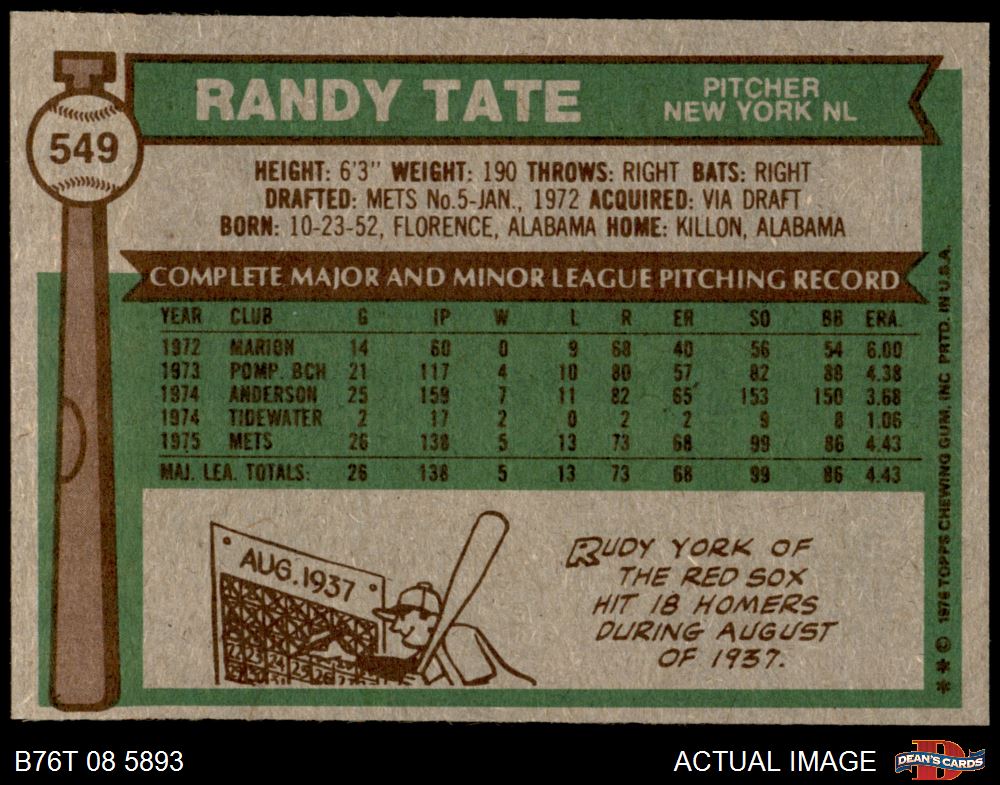 RANDY TATE
PITCHER
NEW YORK NL
549
HEIGHT: 6'3" WEIGHT: 190 THROWS: RIGHT BATS: RIGHT
DRAFTED: METS No.5-JAN., 1972 ACQUIRED: VIA DRAFT
BORN: 10-23-52, FLORENCE, ALABAMA HOME: KILLON, ALABAMA
COMPLETE MAJOR AND MINOR LEAGUE PITCHING RECORD
YEAR CLUB G IP W L R ER SO BB ERA.
1972 MARION 14 60 0 9 68 40 56 54 6.00
1973 POMP. BCH 21 117 4 10 80 57 82 88 4.38
1974 ANDERSON 25 159 7 11 82 65 153 150 3.68
1974 TIDEWATER 2 17 2 0 2 2 9 8 1.06
1975 METS 26 138 5 13 73 68 99 86 4.43
MAJ. LEA. TOTALS: 26 138 5 13 73 68 99 86 4.43
AUG. 1937
22 23 24 25 26
RUDY YORK OF
THE RED SOX
HIT 18 HOMERS
DURING AUGUST
OF 1937.
* * © 1976 TOPPS CHEWING GUM, INC PRTD. IN U.S.A.
B76T 08 5893
ACTUAL IMAGE
D
DEAN'S CARDS